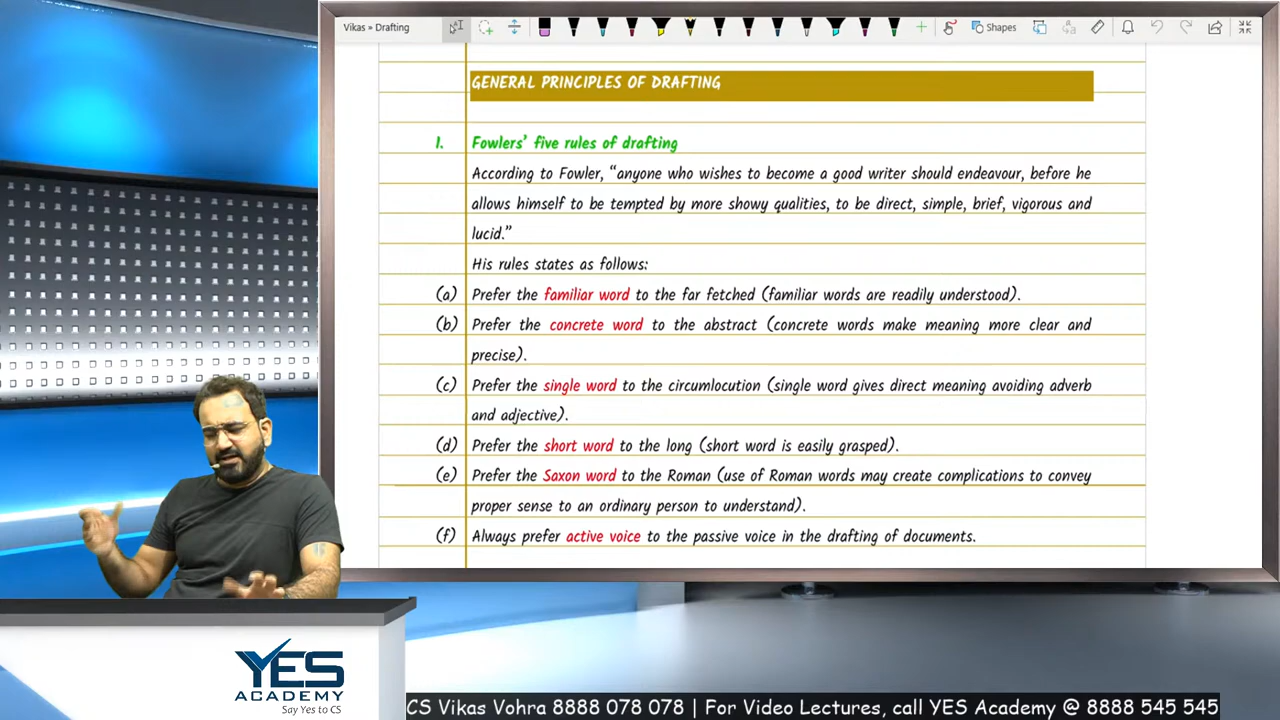 Vikas » Drafting
Shapes
GENERAL PRINCIPLES OF DRAFTING
1. Fowlers' five rules of drafting
According to Fowler, "anyone who wishes to become a good writer should endeavour, before he
allows himself to be tempted by more showy qualities, to be direct, simple, brief, vigorous and
lucid."
His rules states as follows:
(a) Prefer the familiar word to the far fetched (familiar words are readily understood).
(b) Prefer the concrete word to the abstract (concrete words make meaning more clear and
precise).
(c) Prefer the single word to the circumlocution (single word gives direct meaning avoiding adverb
and adjective).
(d) Prefer the short word to the long (short word is easily grasped).
(e) Prefer the Saxon word to the Roman (use of Roman words may create complications to convey
proper sense to an ordinary person to understand).
(f) Always prefer active voice to the passive voice in the drafting of documents.
YES
ACADEMY
Say Yes to CS
CS Vikas Vohra 8888 078 078 | For Video Lectures, call YES Academy @ 8888 545 545